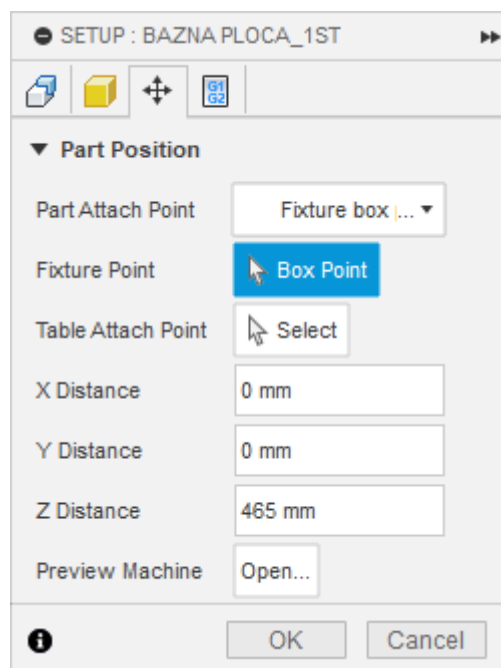 SETUP : BAZNA PLOCA_1ST
G1
G2
Part Position
Part Attach Point Fixture box ...
Fixture Point Box Point
Table Attach Point Select
X Distance 0 mm
Y Distance 0 mm
Z Distance 465 mm
Preview Machine Open...
OK Cancel